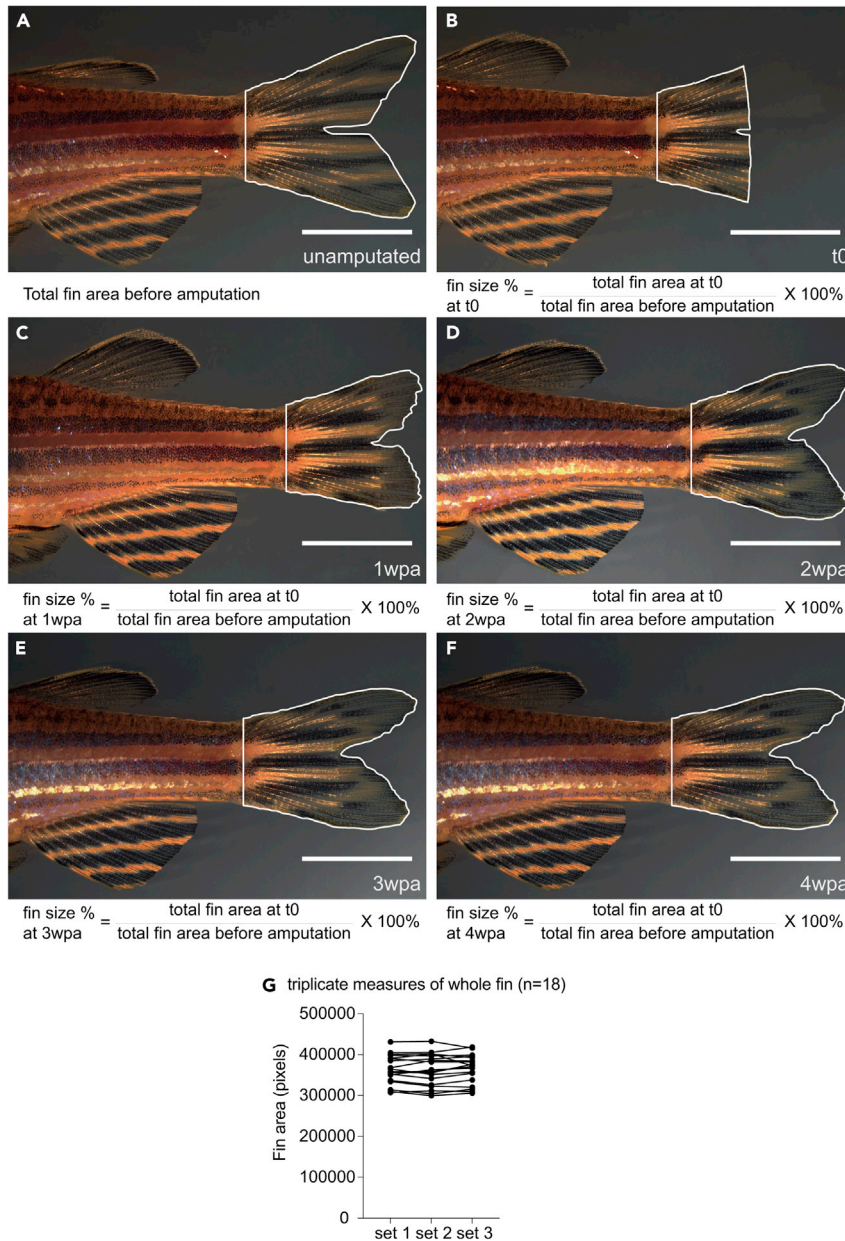 A
unamputated
Total fin area before amputation
B
t0
fin size %
at t0
=
total fin area at t0
total fin area before amputation
X 100%
C
1wpa
fin size %
at 1wpa
=
total fin area at t0
total fin area before amputation
X 100%
D
2wpa
fin size %
at 2wpa
=
total fin area at t0
total fin area before amputation
X 100%
E
3wpa
fin size %
at 3wpa
=
total fin area at t0
total fin area before amputation
X 100%
F
4wpa
fin size %
at 4wpa
=
total fin area at t0
total fin area before amputation
X 100%
G triplicate measures of whole fin (n=18)
Fin area (pixels)
500000
400000
300000
200000
100000
0
set 1 set 2 set 3